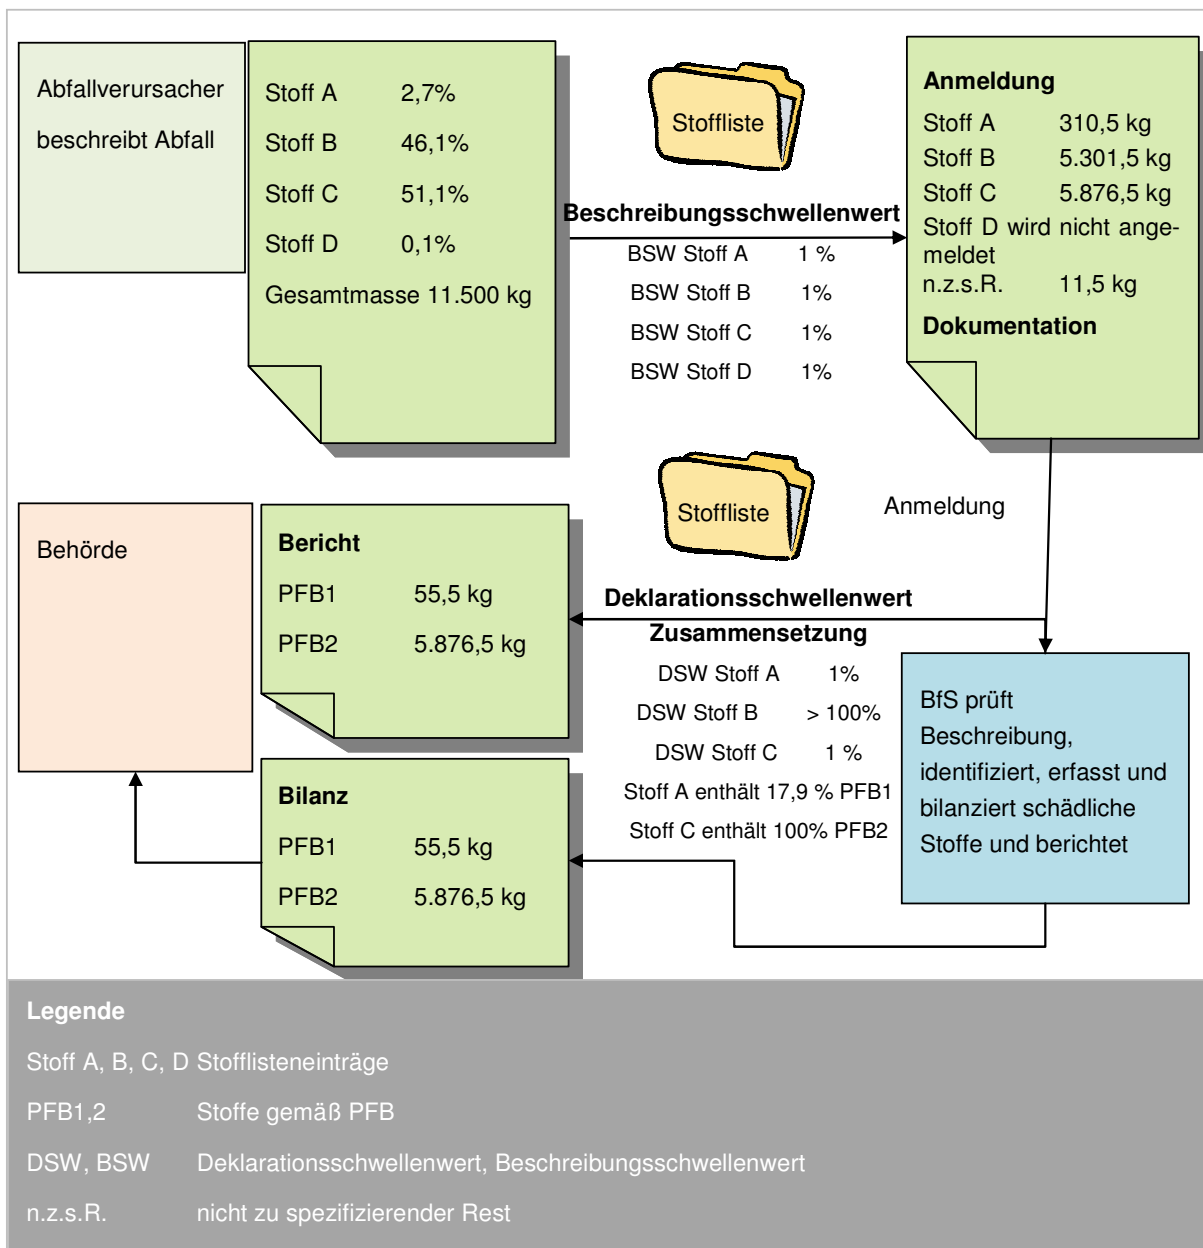 Abfallverursacher
beschreibt Abfall
Stoff A 2,7%
Stoff B 46,1%
Stoff C 51,1%
Stoff D 0,1%
Gesamtmasse 11.500 kg
Stoffliste
Beschreibungsschwellenwert
BSW Stoff A 1 %
BSW Stoff B 1%
BSW Stoff C 1%
BSW Stoff D 1%
Anmeldung
Stoff A 310,5 kg
Stoff B 5.301,5 kg
Stoff C 5.876,5 kg
Stoff D wird nicht ange-
meldet
n.z.s.R. 11,5 kg
Dokumentation
Anmeldung
Stoffliste
Deklarationsschwellenwert
Zusammensetzung
DSW Stoff A 1%
DSW Stoff B > 100%
DSW Stoff C 1 %
Stoff A enthält 17,9 % PFB1
Stoff C enthält 100% PFB2
BfS prüft
Beschreibung,
identifiziert, erfasst und
bilanziert schädliche
Stoffe und berichtet
Bericht
PFB1 55,5 kg
PFB2 5.876,5 kg
Bilanz
PFB1 55,5 kg
PFB2 5.876,5 kg
Behörde
Legende
Stoff A, B, C, D Stofflisteneinträge
PFB1,2 Stoffe gemäß PFB
DSW, BSW Deklarationsschwellenwert, Beschreibungsschwellenwert
n.z.s.R. nicht zu spezifizierender Rest